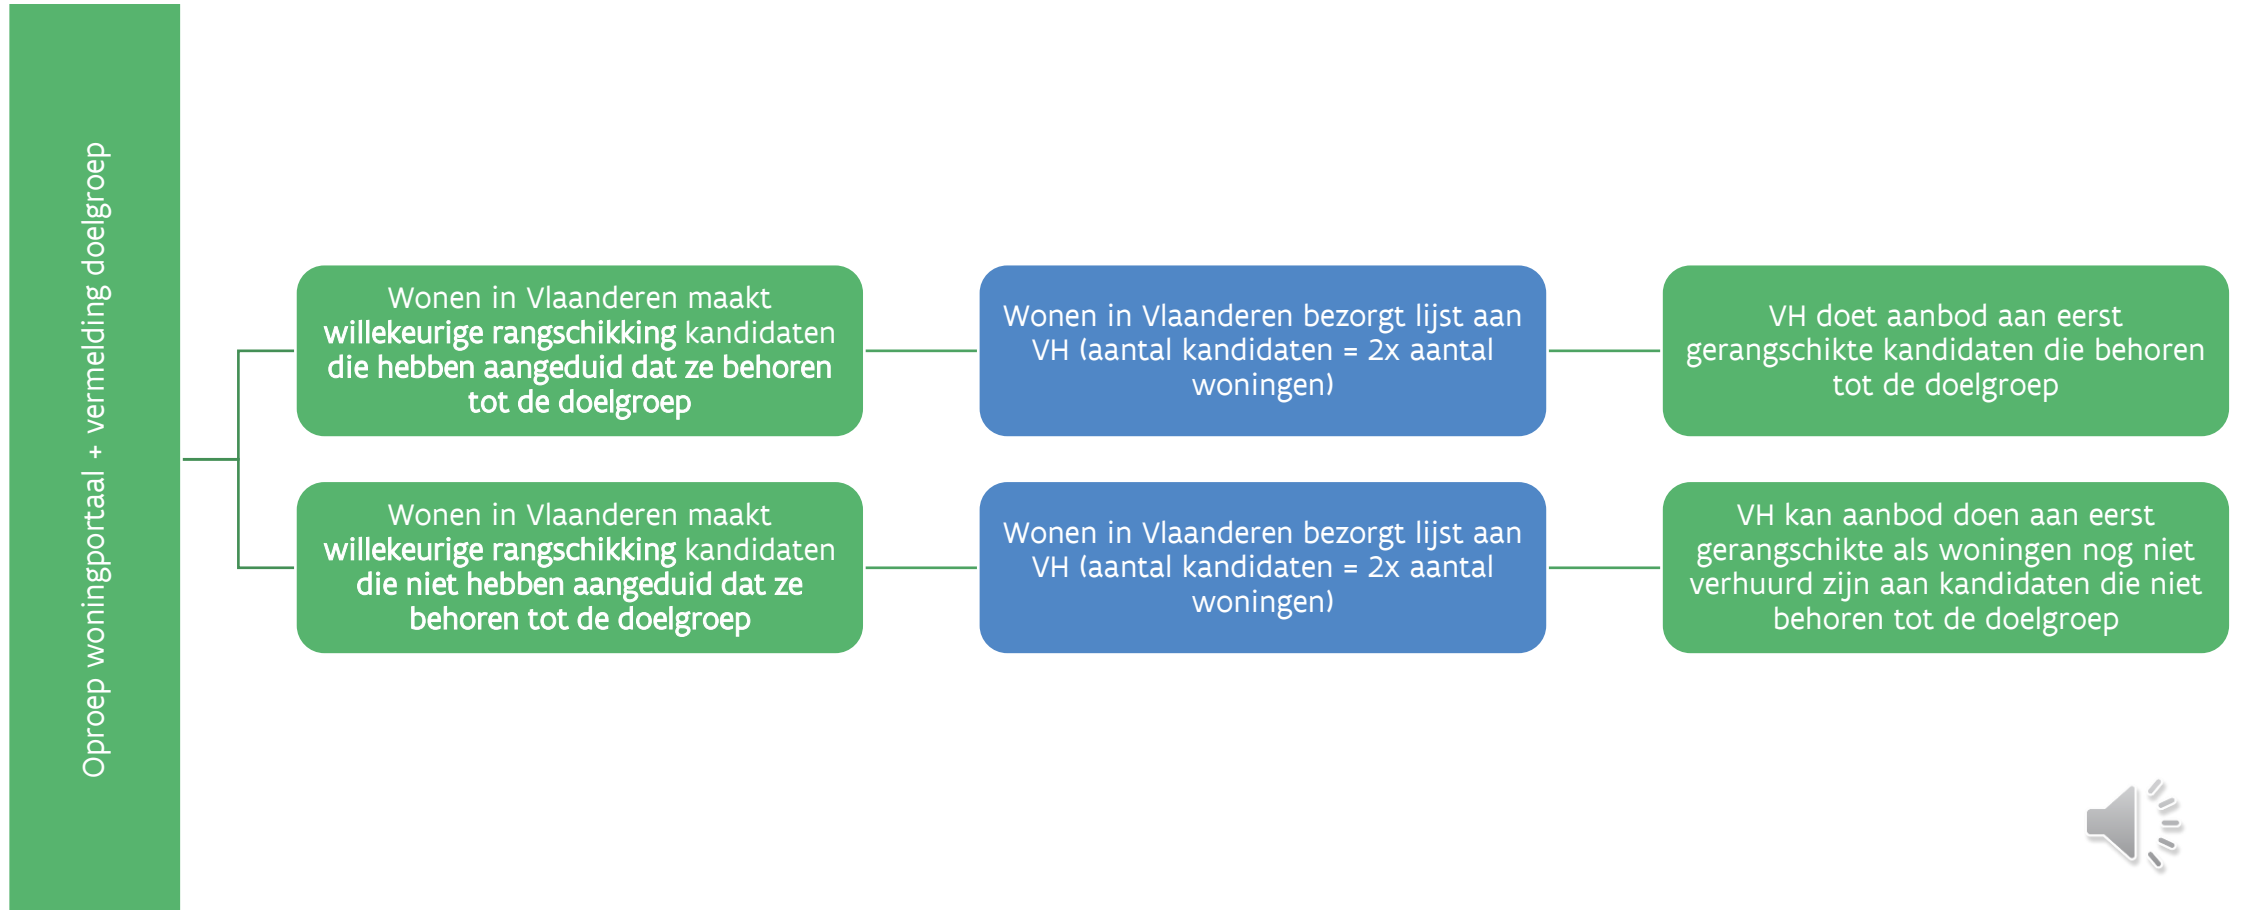 Oproep woningportaal + vermelding doelgroep
Wonen in Vlaanderen maakt
willekeurige rangschikking kandidaten
die hebben aangeduid dat ze behoren
tot de doelgroep
Wonen in Vlaanderen bezorgt lijst aan
VH (aantal kandidaten = 2x aantal
woningen)
VH doet aanbod aan eerst
gerangschikte kandidaten die behoren
tot de doelgroep
Wonen in Vlaanderen maakt
willekeurige rangschikking kandidaten
die niet hebben aangeduid dat ze
behoren tot de doelgroep
Wonen in Vlaanderen bezorgt lijst aan
VH (aantal kandidaten = 2x aantal
woningen)
VH kan aanbod doen aan eerst
gerangschikte als woningen nog niet
verhuurd zijn aan kandidaten die niet
behoren tot de doelgroep